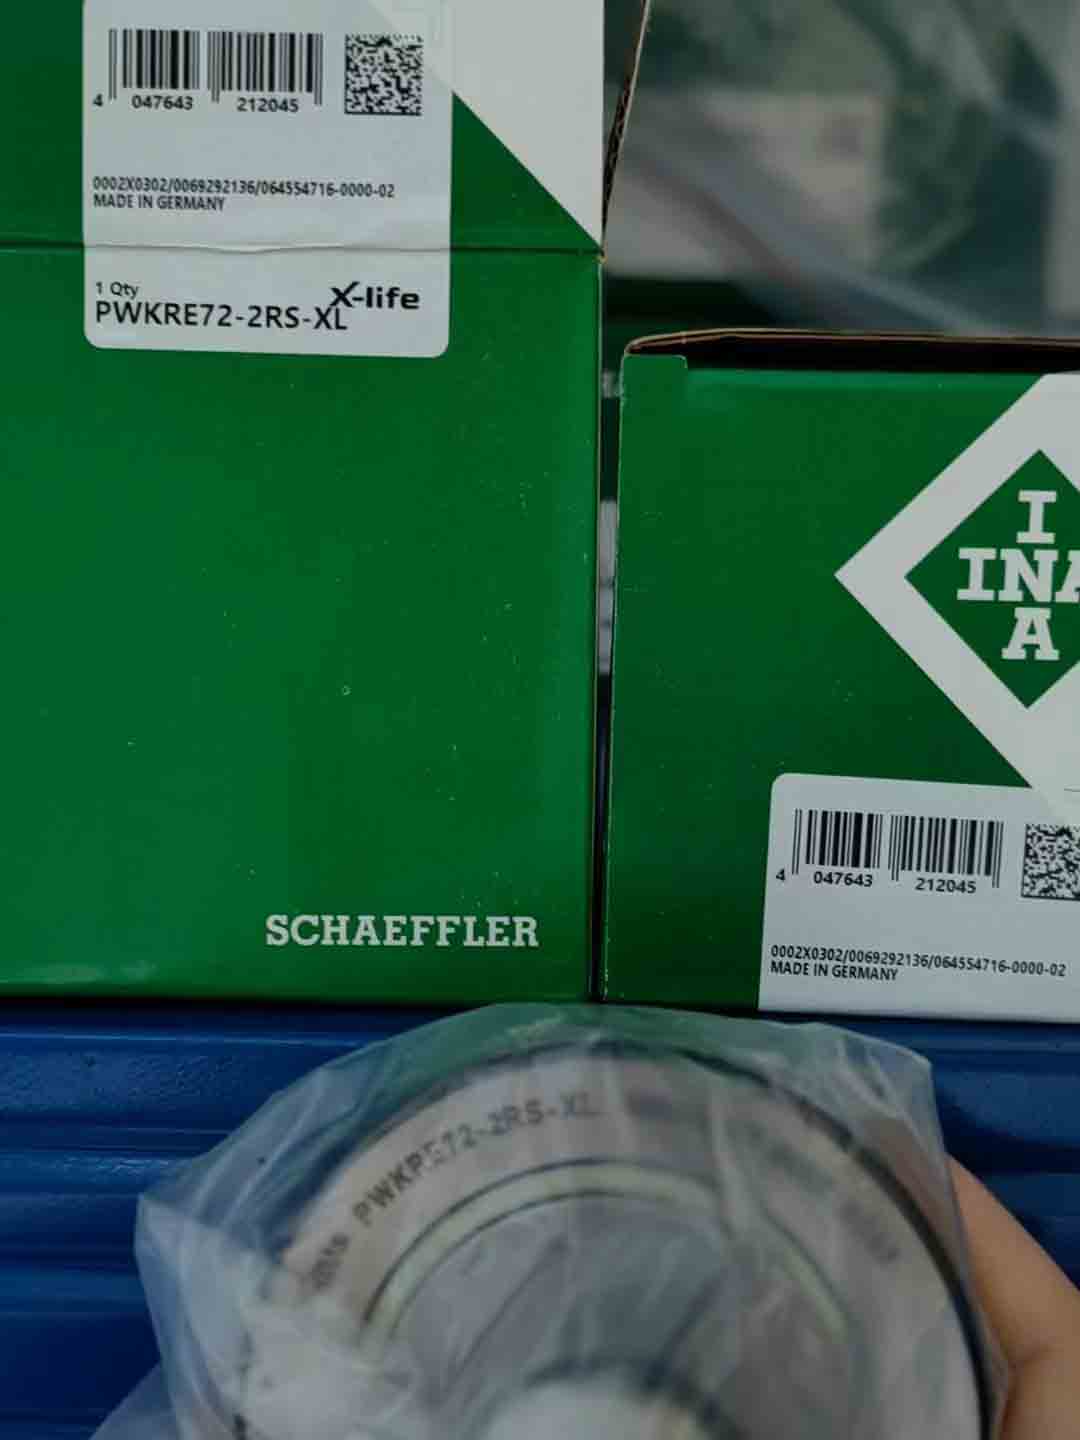 4 047643 212045
0002X0302/0069292136/064554716-0000-02
MADE IN GERMANY
1 Qty
X-life
PWKRE72-2RS-XL
SCHAEFFLER
I
INA
A
4 047643 212045
0002X0302/0069292136/064554716-0000-02
MADE IN GERMANY
PWKRE72-2RS-XL